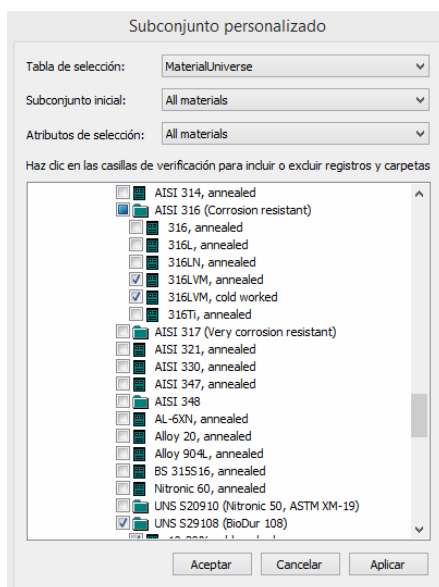 Subconjunto personalizado
Tabla de selección: MaterialUniverse
Subconjunto inicial: All materials
Atributos de selección: All materials
Haz clic en las casillas de verificación para incluir o excluir registros y carpetas
AISI 314, annealed
AISI 316 (Corrosion resistant)
316, annealed
316L, annealed
316LN, annealed
316LVM, annealed
316LVM, cold worked
316Ti, annealed
AISI 317 (Very corrosion resistant)
AISI 321, annealed
AISI 330, annealed
AISI 347, annealed
AISI 348
AL-6XN, annealed
Alloy 20, annealed
Alloy 904L, annealed
BS 315S16, annealed
Nitronic 60, annealed
UNS S20910 (Nitronic 50, ASTM XM-19)
UNS S29108 (BioDur 108)
Aceptar Cancelar Aplicar